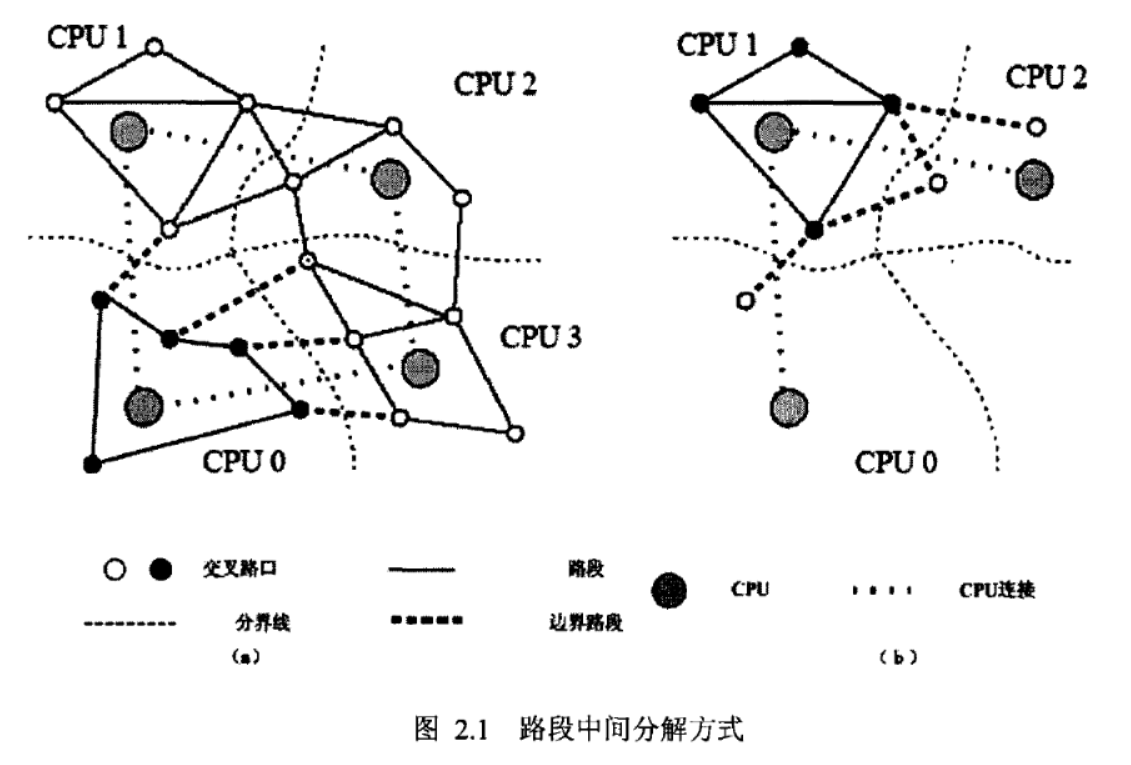 CPU 1
CPU 2
CPU 3
CPU 0
CPU 1
CPU 2
CPU 0
交叉路口
路段
CPU
CPU连接
分界线
边界路段
(a)
(b)
图 2.1 路段中间分解方式